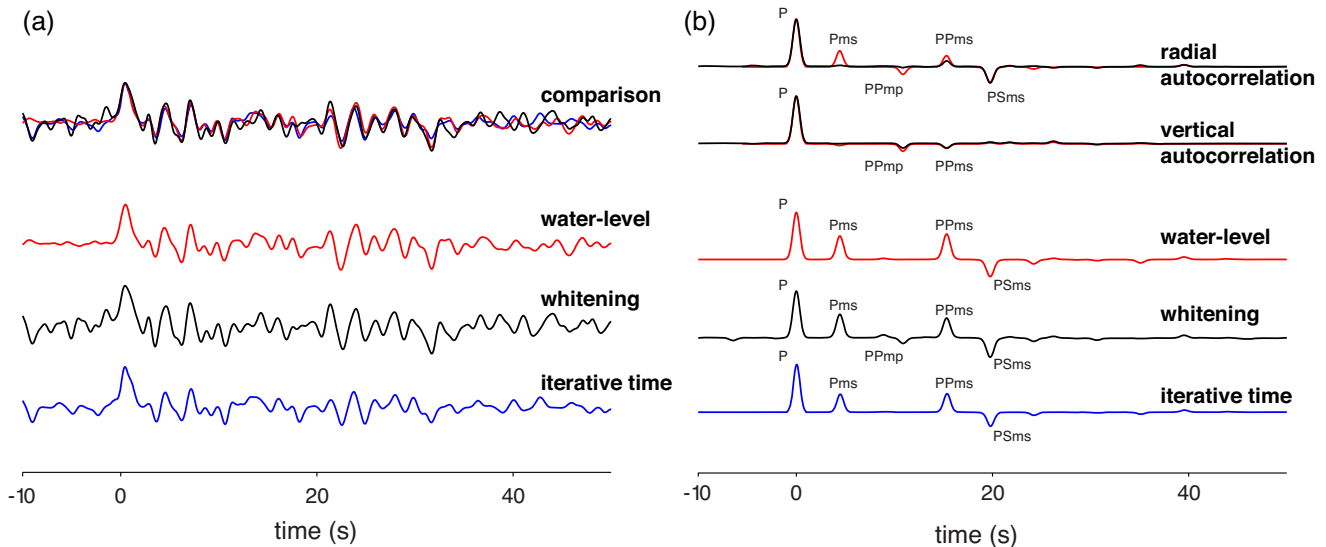 (a)
comparison
water-level
whitening
iterative time
-10 0 20 40
time (s)
(b)
P
Pms PPms
radial
autocorrelation
PPmp PSms
P
vertical
autocorrelation
PPmp PPms
P
Pms PPms
water-level
PSms
P
Pms PPms
whitening
PPmp PSms
P
Pms PPms
iterative time
PSms
-10 0 20 40
time (s)